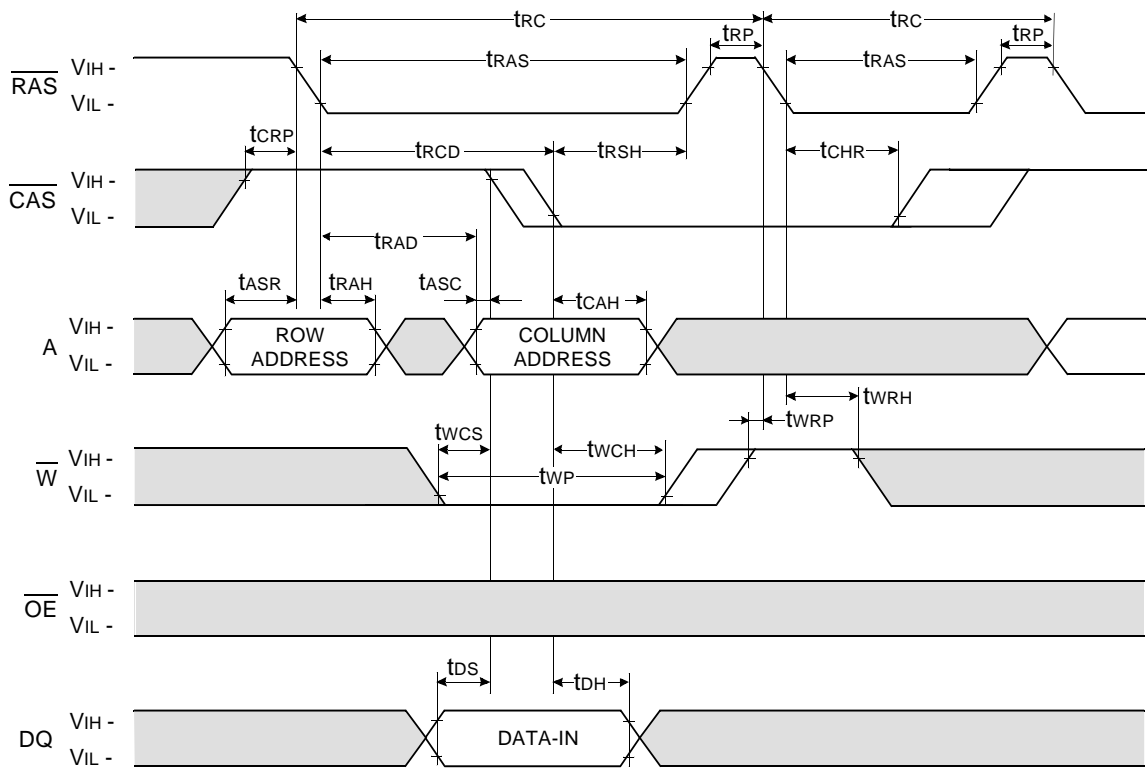 tRC tRC
tRP tRP
tRAS tRAS
RAS VIH -
VIL -
tCRP tRCD tRSH tCHR
CAS VIH -
VIL -
tRAD
tASR tRAH tASC tCAH
A VIH -
VIL -
ROW ADDRESS
COLUMN ADDRESS
tWRH
tWRP
tWCS tWCH
tWP
W VIH -
VIL -
OE VIH -
VIL -
tDS tDH
DQ VIH -
VIL -
DATA-IN